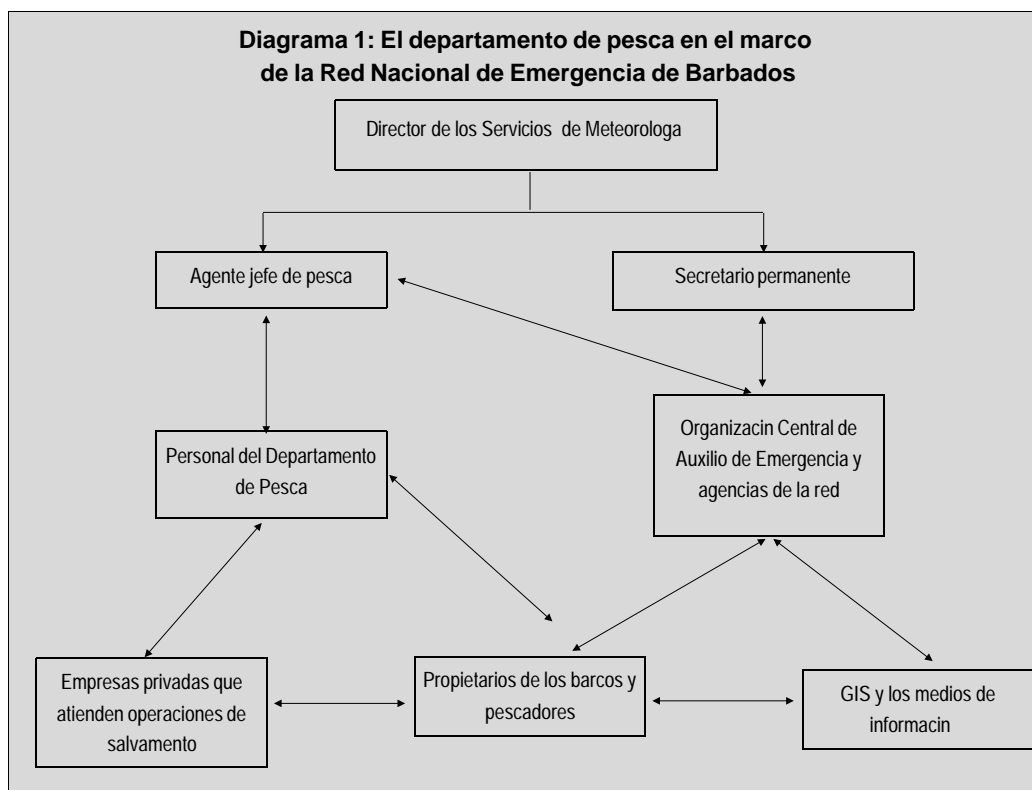 Diagrama 1: El departamento de pesca en el marco
de la Red Nacional de Emergencia de Barbados
Director de los Servicios de Meteorologa
Agente jefe de pesca
Secretario permanente
Personal del Departamento
de Pesca
Organizacin Central de
Auxilio de Emergencia y
agencias de la red
Empresas privadas que
atienden operaciones de
salvamento
Propietarios de los barcos y
pescadores
GIS y los medios de
informacin